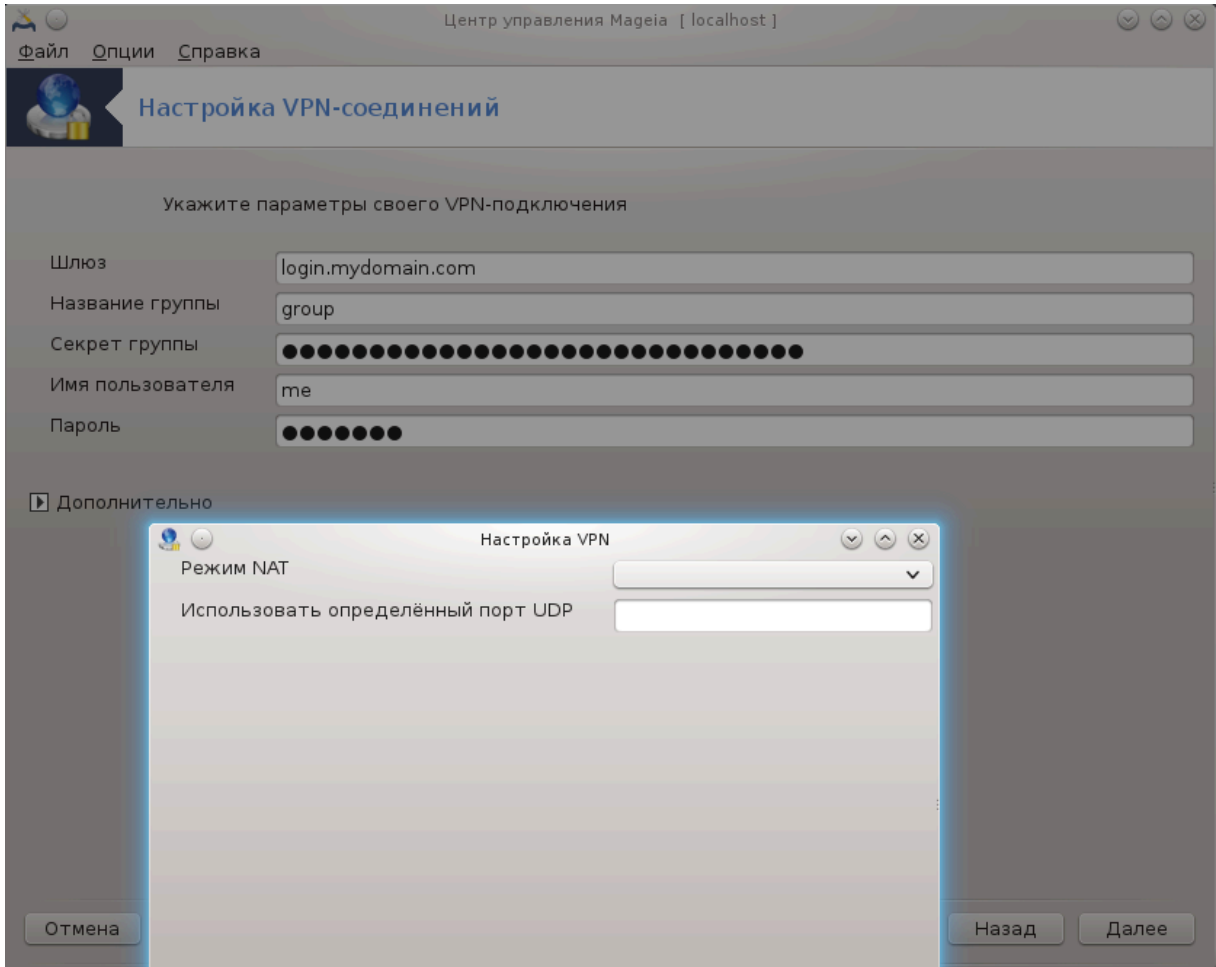 Центр управления Mageia [ localhost ]
Файл Опции Справка
Настройка VPN-соединений
Укажите параметры своего VPN-подключения
Шлюз login.mydomain.com
Название группы group
Секрет группы ●●●●●●●●●●●●●●●●●●●●●●●●●●●●●●
Имя пользователя me
Пароль ●●●●●●●
Дополнительно
Настройка VPN
Режим NAT
Использовать определённый порт UDP
Отмена Назад Далее